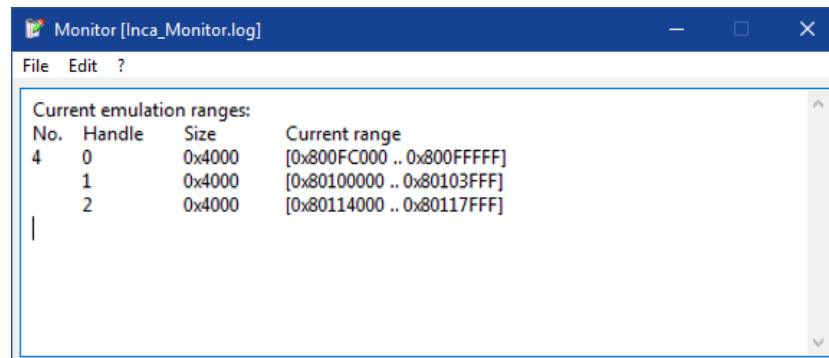 Monitor [Inca_Monitor.log]
File Edit ?
Current emulation ranges:
No. Handle Size Current range
4 0 0x4000 [0x800FC000 .. 0x800FFFFF]
1 0x4000 [0x80100000 .. 0x80103FFF]
2 0x4000 [0x80114000 .. 0x80117FFF]